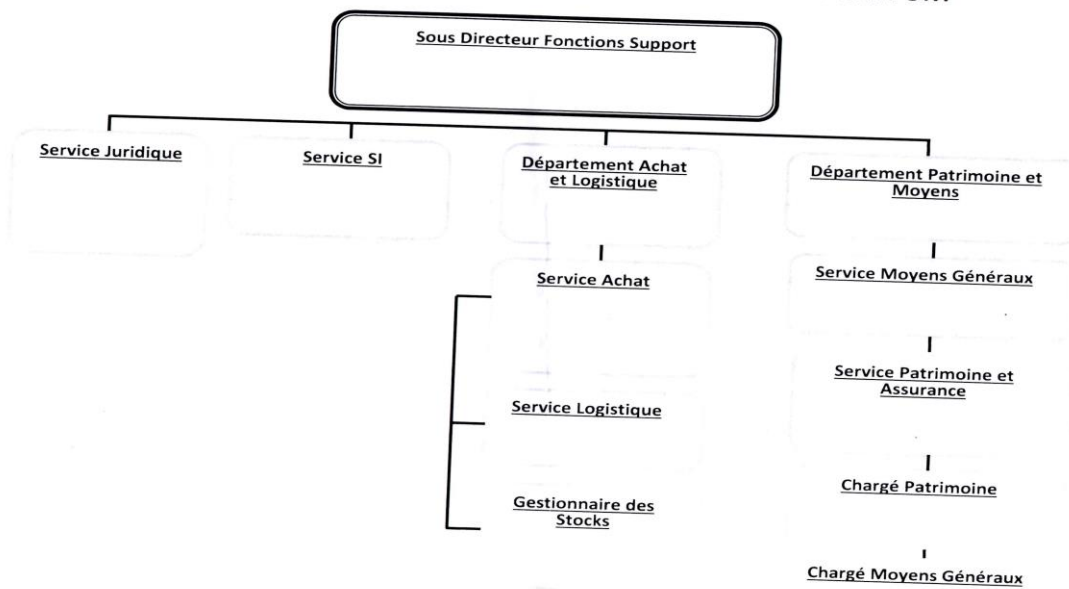 Sous Directeur Fonctions Support
Service Juridique
Service SI
Département Achat
et Logistique
Département Patrimoine et
Moyens
Service Achat
Service Moyens Généraux
Service Patrimoine et
Assurance
Service Logistique
Chargé Patrimoine
Gestionnaire des
Stocks
Chargé Moyens Généraux